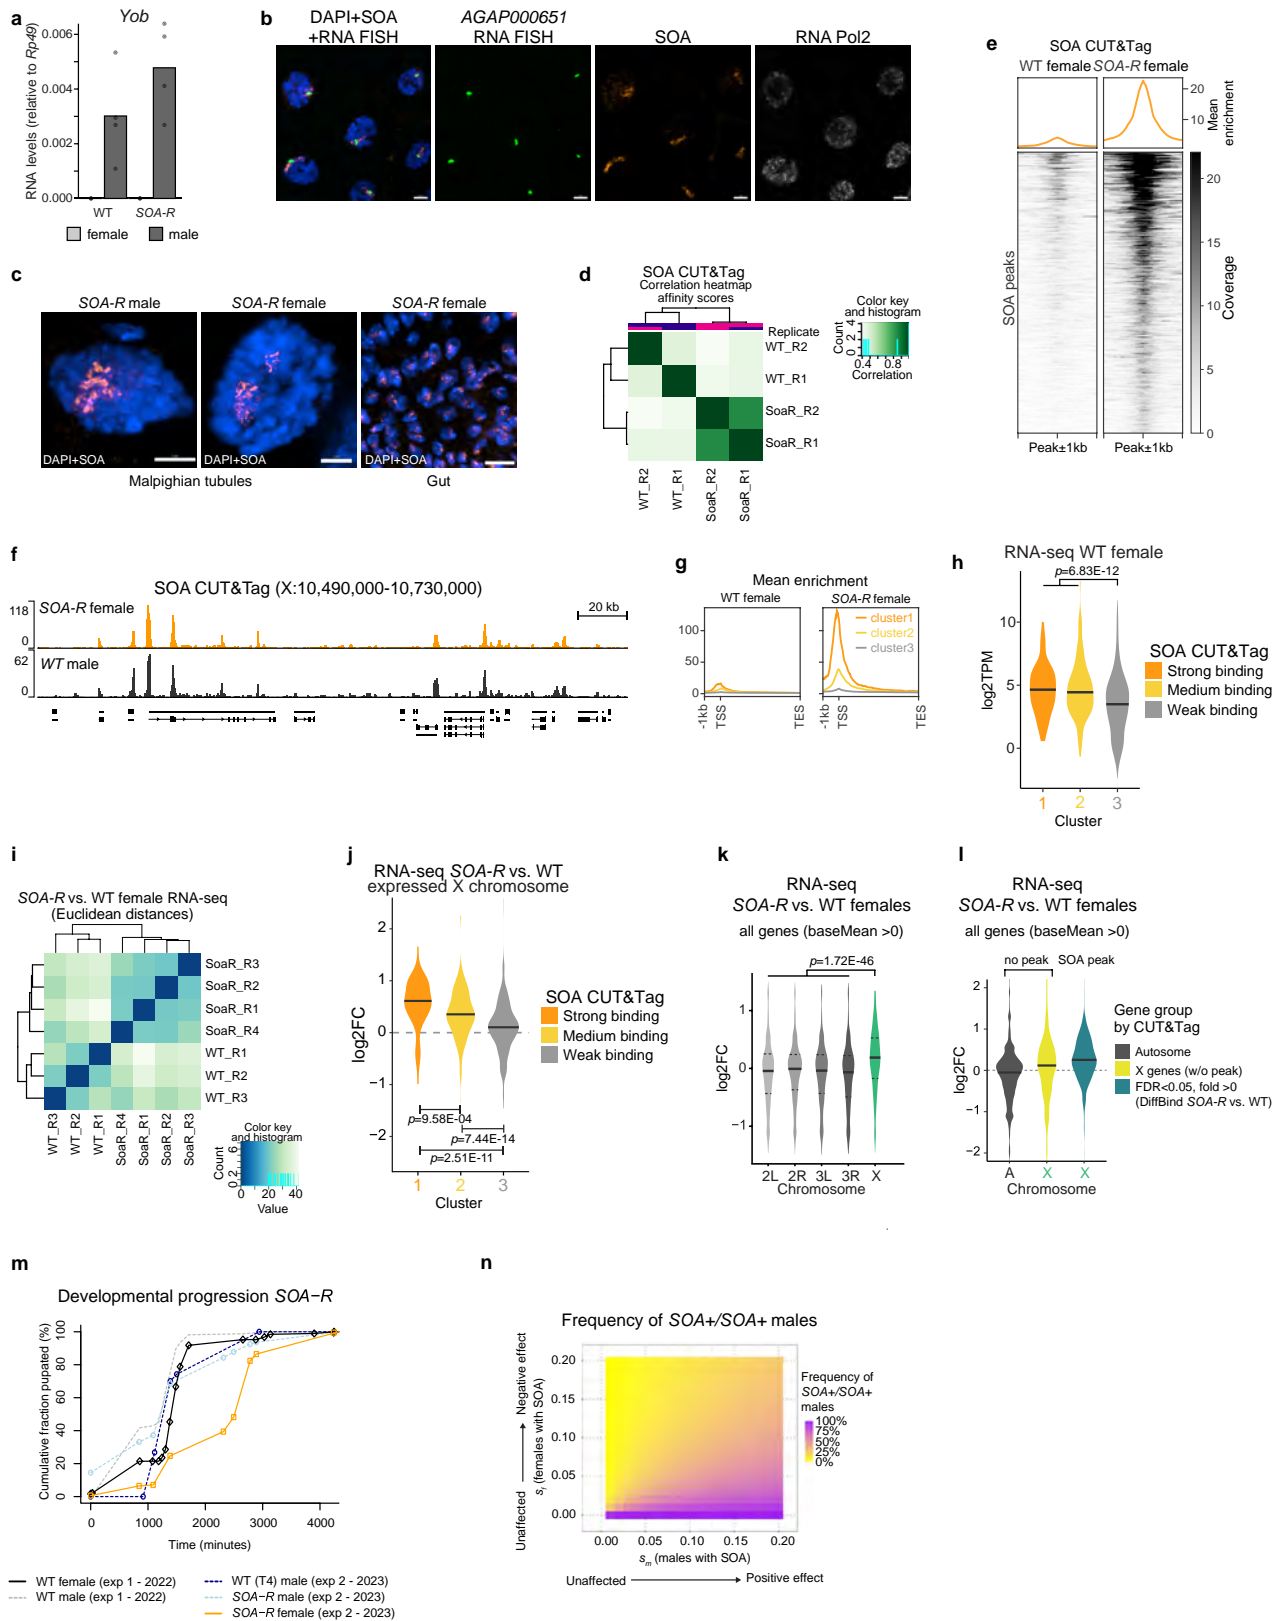 a
Yob
RNA levels (relative to Rp49)
0.006
0.004
0.002
0.000
WT
SOA-R
female
male
b
DAPI+SOA
+RNA FISH
AGAP000651
RNA FISH
SOA
RNA Pol2
c
SOA-R male
SOA-R female
SOA-R female
DAPI+SOA
DAPI+SOA
DAPI+SOA
Malpighian tubules
Gut
d
SOA CUT&Tag
Correlation heatmap
affinity scores
Replicate
WT_R2
WT_R1
SoaR_R2
SoaR_R1
WT_R2
WT_R1
SoaR_R2
SoaR_R1
Color key
and histogram
Count
0 2 4
0.4
0.8
Correlation
e
SOA CUT&Tag
WT female
SOA-R female
20
10
Mean
enrichment
SOA peaks
20
15
10
5
0
Coverage
Peak±1kb
Peak±1kb
f
SOA CUT&Tag (X:10,490,000-10,730,000)
118
0
SOA-R female
20 kb
62
0
WT male
g
Mean enrichment
WT female
SOA-R female
100
50
0
cluster1
cluster2
cluster3
-1kb
TSS
TES
-1kb
TSS
TES
h
RNA-seq WT female
p=6.83E-12
log2TPM
10
5
0
1
2
3
Cluster
SOA CUT&Tag
Strong binding
Medium binding
Weak binding
i
SOA-R vs. WT female RNA-seq
(Euclidean distances)
SoaR_R3
SoaR_R2
SoaR_R1
SoaR_R4
WT_R1
WT_R2
WT_R3
WT_R3
WT_R2
WT_R1
SoaR_R4
SoaR_R1
SoaR_R2
SoaR_R3
Color key
and histogram
Count
0 2 6
0
20
40
Value
j
RNA-seq SOA-R vs. WT
expressed X chromosome
log2FC
2
1
0
−1
−2
p=9.58E-04
p=7.44E-14
p=2.51E-11
1
2
3
Cluster
SOA CUT&Tag
Strong binding
Medium binding
Weak binding
k
RNA-seq
SOA-R vs. WT females
all genes (baseMean >0)
p=1.72E-46
log2FC
1
0
−1
2L
2R
3L
3R
X
Chromosome
l
RNA-seq
SOA-R vs. WT females
all genes (baseMean >0)
no peak
SOA peak
log2FC
2
1
0
−1
−2
A
X
X
Chromosome
Gene group
by CUT&Tag
Autosome
X genes (w/o peak)
FDR<0.05, fold >0
(DiffBind SOA-R vs. WT)
m
Developmental progression SOA−R
Cumulative fraction pupated (%)
100
80
60
40
20
0
0
1000
2000
3000
4000
Time (minutes)
WT female (exp 1 - 2022)
WT male (exp 1 - 2022)
WT (T4) male (exp 2 - 2023)
SOA−R male (exp 2 - 2023)
SOA−R female (exp 2 - 2023)
n
Frequency of SOA+/SOA+ males
Unaffected
Negative effect
sf (females with SOA)
0.20
0.15
0.10
0.05
0.00
0.00
0.05
0.10
0.15
0.20
sm (males with SOA)
Unaffected
Positive effect
Frequency of
SOA+/SOA+
males
100%
75%
50%
25%
0%